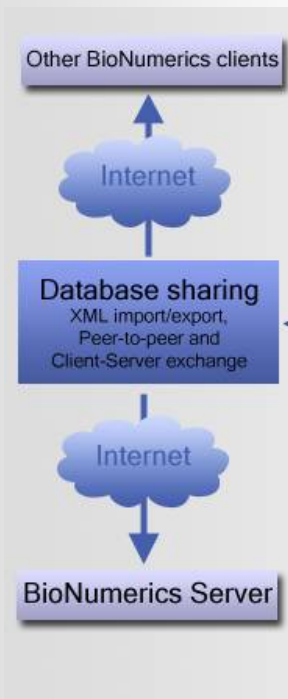 Other BioNumerics clients
Internet
Database sharing
XML import/export,
Peer-to-peer and
Client-Server exchange
Internet
BioNumerics Server